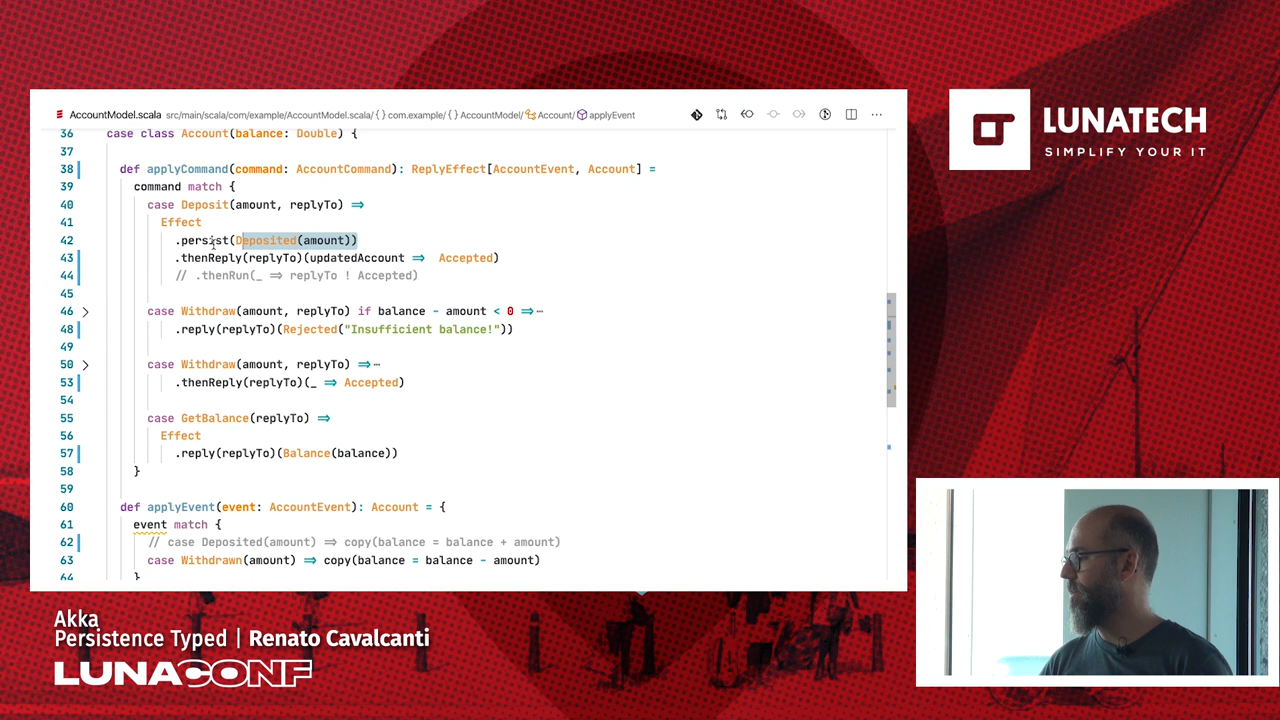 AccountModel.scala src/main/scala/com/example/AccountModel.scala/{ } com.example/{ } AccountModel/ Account/ applyEvent
36 case class Account(balance: Double) {
37
38 def applyCommand(command: AccountCommand): ReplyEffect[AccountEvent, Account] =
39 command match {
40 case Deposit(amount, replyTo) ⇒
41 Effect
42 .persist(Deposited(amount))
43 .thenReply(replyTo)(updatedAccount ⇒ Accepted)
44 // .thenRun(_ ⇒ replyTo ! Accepted)
45
46 case Withdraw(amount, replyTo) if balance - amount < 0 ⇒⋯
48 .reply(replyTo)(Rejected("Insufficient balance!"))
49
50 case Withdraw(amount, replyTo) ⇒⋯
53 .thenReply(replyTo)(_ ⇒ Accepted)
54
55 case GetBalance(replyTo) ⇒
56 Effect
57 .reply(replyTo)(Balance(balance))
58 }
59
60 def applyEvent(event: AccountEvent): Account = {
61 event match {
62 // case Deposited(amount) ⇒ copy(balance = balance + amount)
63 case Withdrawn(amount) ⇒ copy(balance = balance - amount)
64 }
LUNATECH
SIMPLIFY YOUR IT
Akka
Persistence Typed | Renato Cavalcanti
LUNACONF